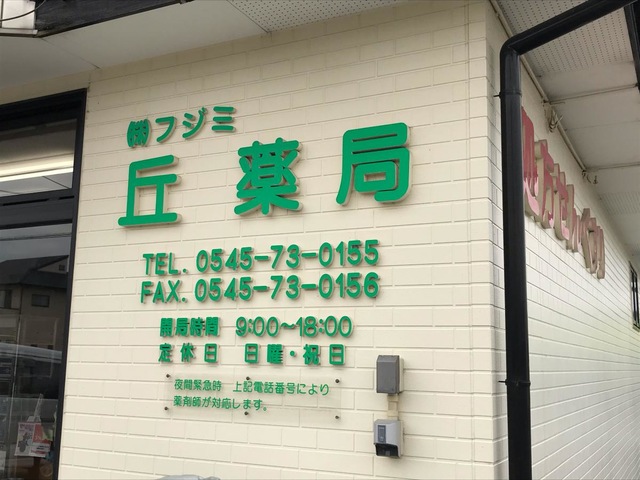 ㈱フジミ
丘薬局
TEL. 0545-73-0155
FAX. 0545-73-0156
開局時間 9:00〜18:00
定休日 日曜・祝日
夜間緊急時 上記電話番号により
薬剤師が対応します。